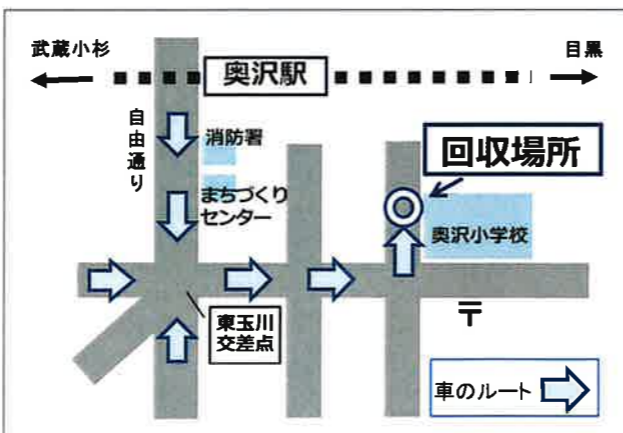 武蔵小杉
奥沢駅
目黒
自由通り
消防署
まちづくり
センター
回収場所
奥沢小学校
東玉川
交差点
〒
車のルート